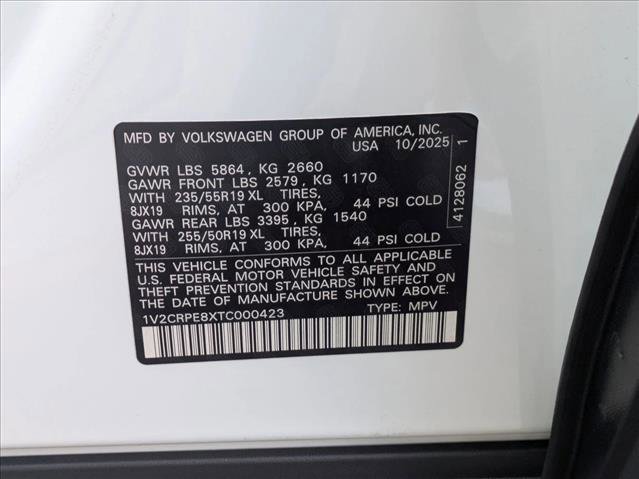 MFD BY VOLKSWAGEN GROUP OF AMERICA, INC.
USA 10/2025
GVWR LBS 5864, KG 2660
GAWR FRONT LBS 2579, KG 1170
WITH 235/55R19 XL TIRES,
8JX19 RIMS, AT 300 KPA, 44 PSI COLD
GAWR REAR LBS 3395, KG 1540
WITH 255/50R19 XL TIRES,
8JX19 RIMS, AT 300 KPA, 44 PSI COLD
THIS VEHICLE CONFORMS TO ALL APPLICABLE
U.S. FEDERAL MOTOR VEHICLE SAFETY AND
THEFT PREVENTION STANDARDS IN EFFECT ON
THE DATE OF MANUFACTURE SHOWN ABOVE.
1V2CRPE8XTC000423 TYPE: MPV
4128062 1